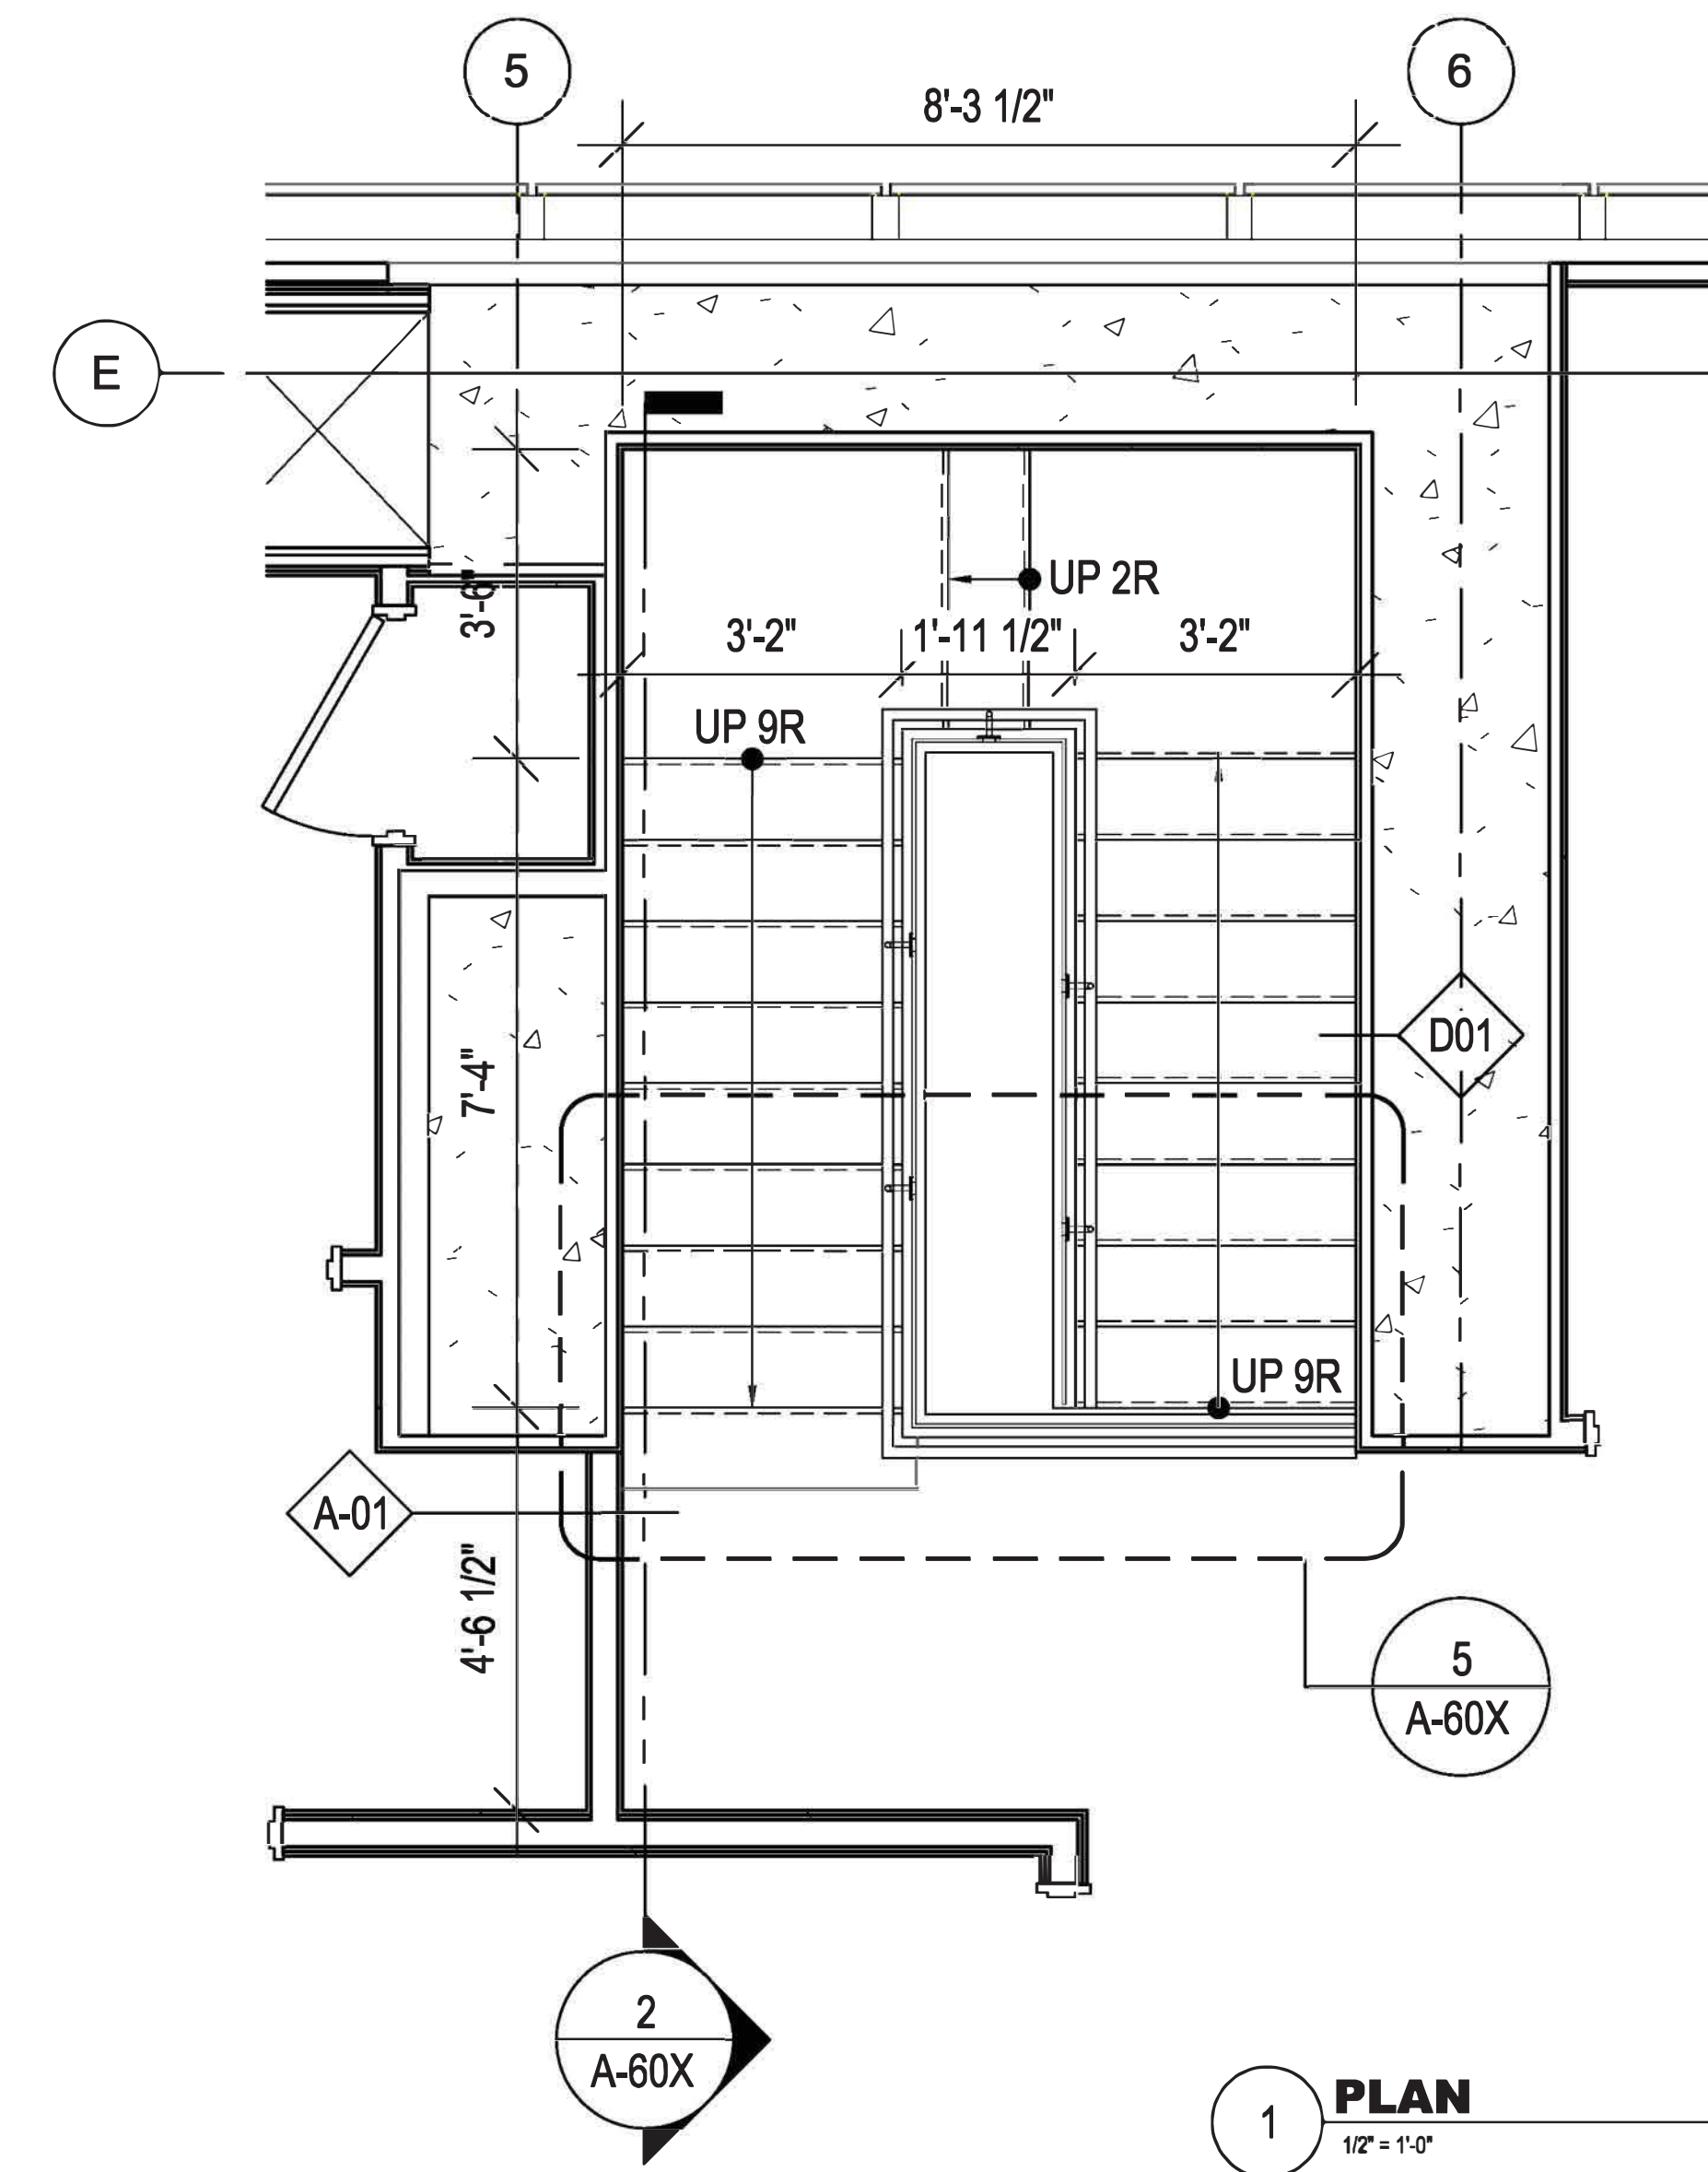 5
6
8'-3 1/2"
E
UP 2R
3'-6"
3'-2"
1'-11 1/2"
3'-2"
UP 9R
D01
7'-4"
UP 9R
A-01
4'-6 1/2"
5
A-60X
2
A-60X
1
PLAN
1/2" = 1'-0"